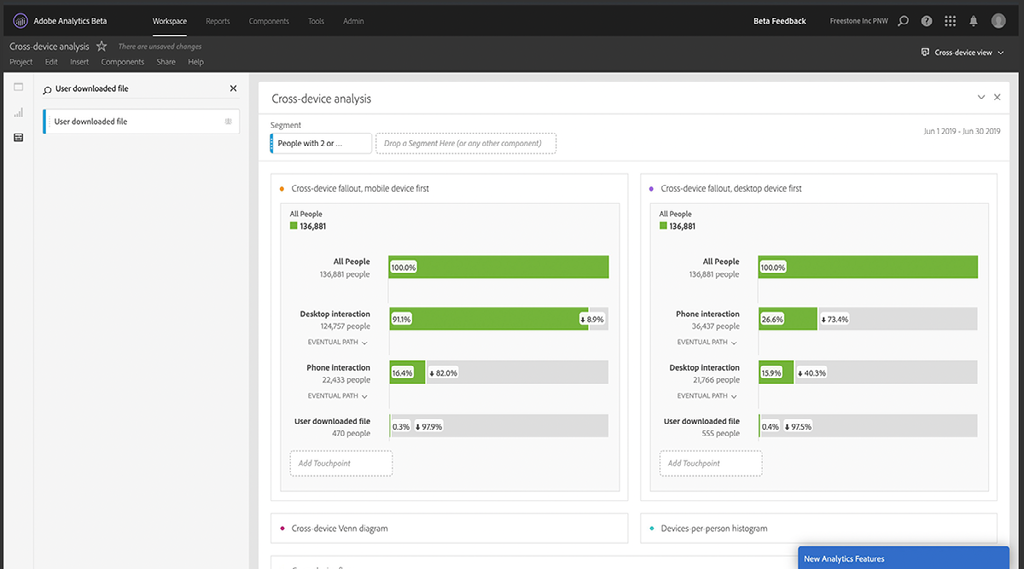 Adobe Analytics Beta
Workspace
Reports
Components
Tools
Admin
Beta Feedback
Freestone Inc PNW
Cross-device analysis
There are unsaved changes
Project
Edit
Insert
Components
Share
Help
Cross-device view
User downloaded file
User downloaded file
Cross-device analysis
Segment
People with 2 or ...
Drop a Segment Here (or any other component)
Jun 1 2019 - Jun 30 2019
Cross-device fallout, mobile device first
All People
136,881
All People
136,881 people
100.0%
Desktop interaction
124,757 people
91.1%
8.9%
EVENTUAL PATH
Phone interaction
22,433 people
16.4%
82.0%
EVENTUAL PATH
User downloaded file
470 people
0.3%
97.9%
Add Touchpoint
Cross-device fallout, desktop device first
All People
136,881
All People
136,881 people
100.0%
Phone interaction
36,437 people
26.6%
73.4%
EVENTUAL PATH
Desktop interaction
21,766 people
15.9%
40.3%
EVENTUAL PATH
User downloaded file
555 people
0.4%
97.5%
Add Touchpoint
Cross-device Venn diagram
Devices-per-person histogram
New Analytics Features